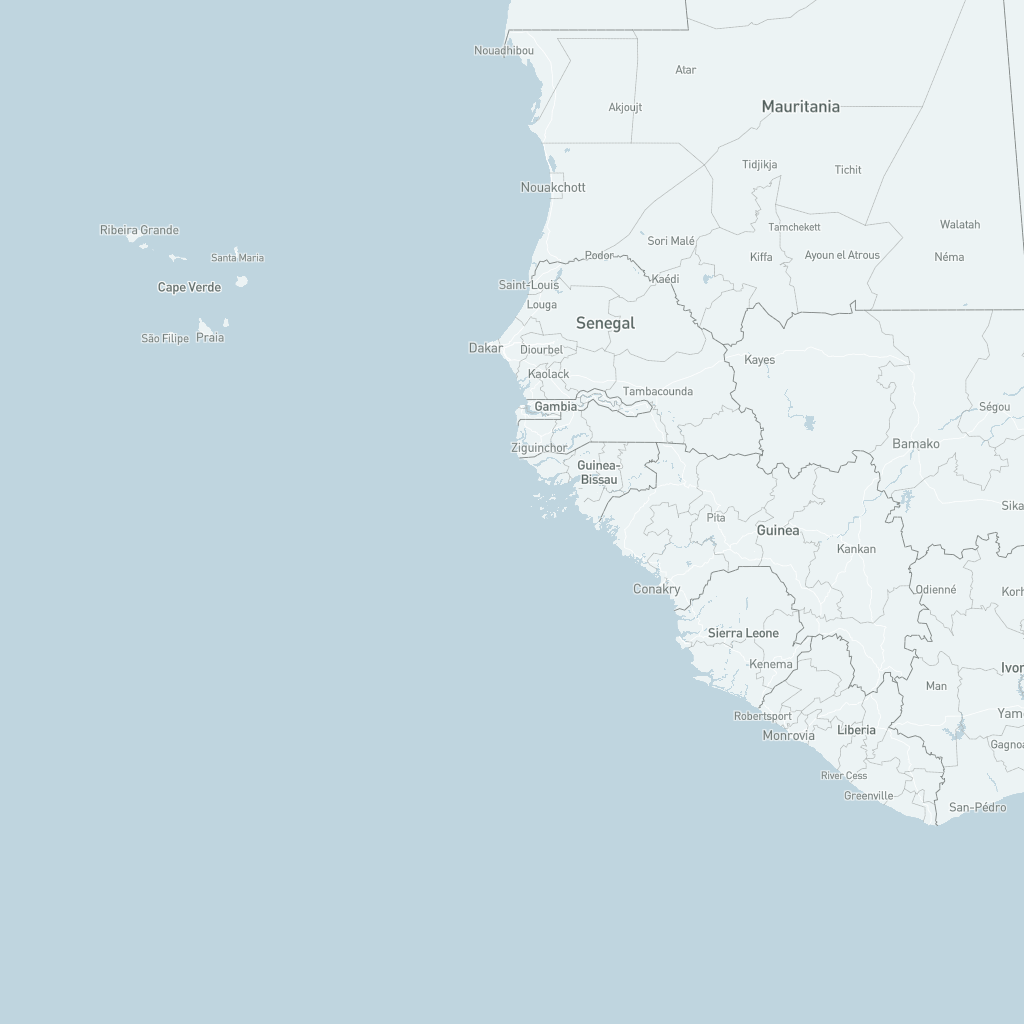 Nouadhibou
Atar
Akjoujt
Mauritania
Tidjikja
Tichit
Nouakchott
Ribeira Grande
Santa Maria
Cape Verde
São Filipe
Praia
Tamchekett
Walatah
Sori Malé
Podor
Kiffa
Ayoun el Atrous
Néma
Kaédi
Saint-Louis
Louga
Senegal
Dakar
Diourbel
Kayes
Kaolack
Tambacounda
Gambia
Ségou
Ziguinchor
Bamako
Guinea-
Bissau
Sika
Pita
Guinea
Kankan
Conakry
Odienné
Korh
Sierra Leone
Kenema
Ivor
Man
Robertsport
Monrovia
Liberia
Yamo
Gagnoa
River Cess
Greenville
San-Pédro